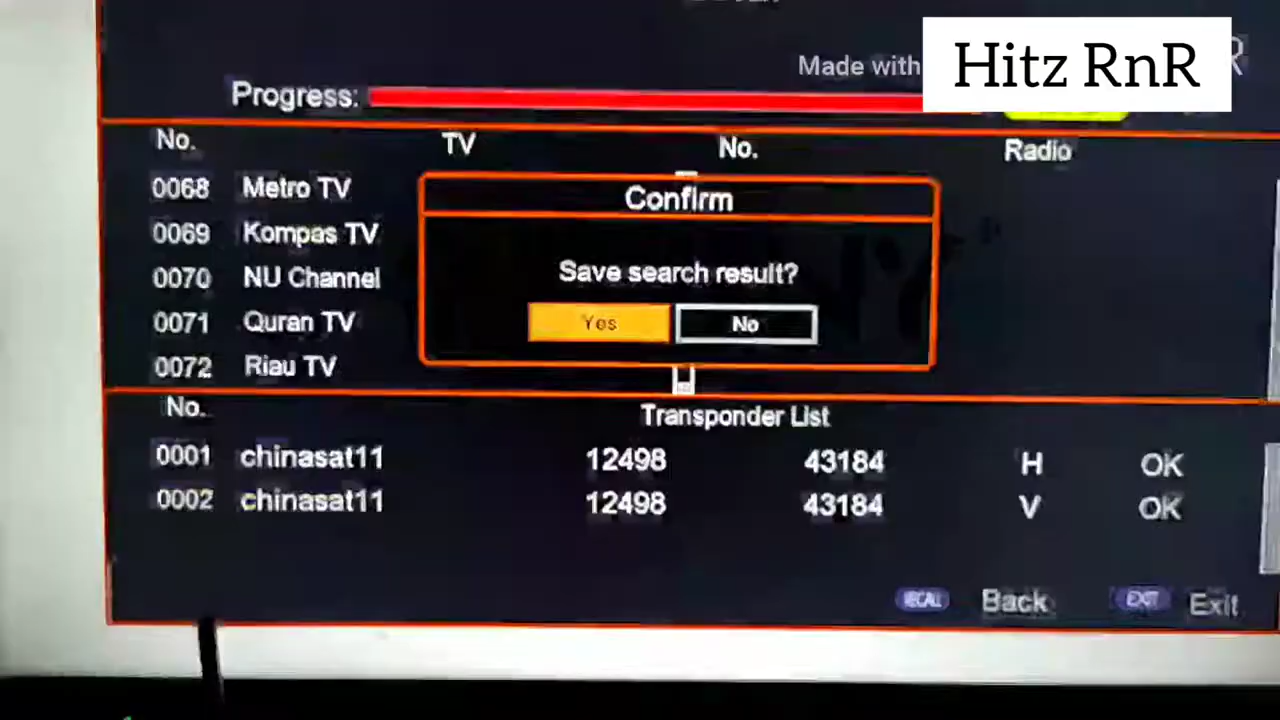 Made with
Hitz RnR
Progress:
No. TV No. Radio
0068 Metro TV
0069 Kompas TV
0070 NU Channel
0071 Quran TV
0072 Riau TV
Confirm
Save search result?
Yes No
No. Transponder List
0001 chinasat11 12498 43184 H OK
0002 chinasat11 12498 43184 V OK
RECALL Back EXIT Exit